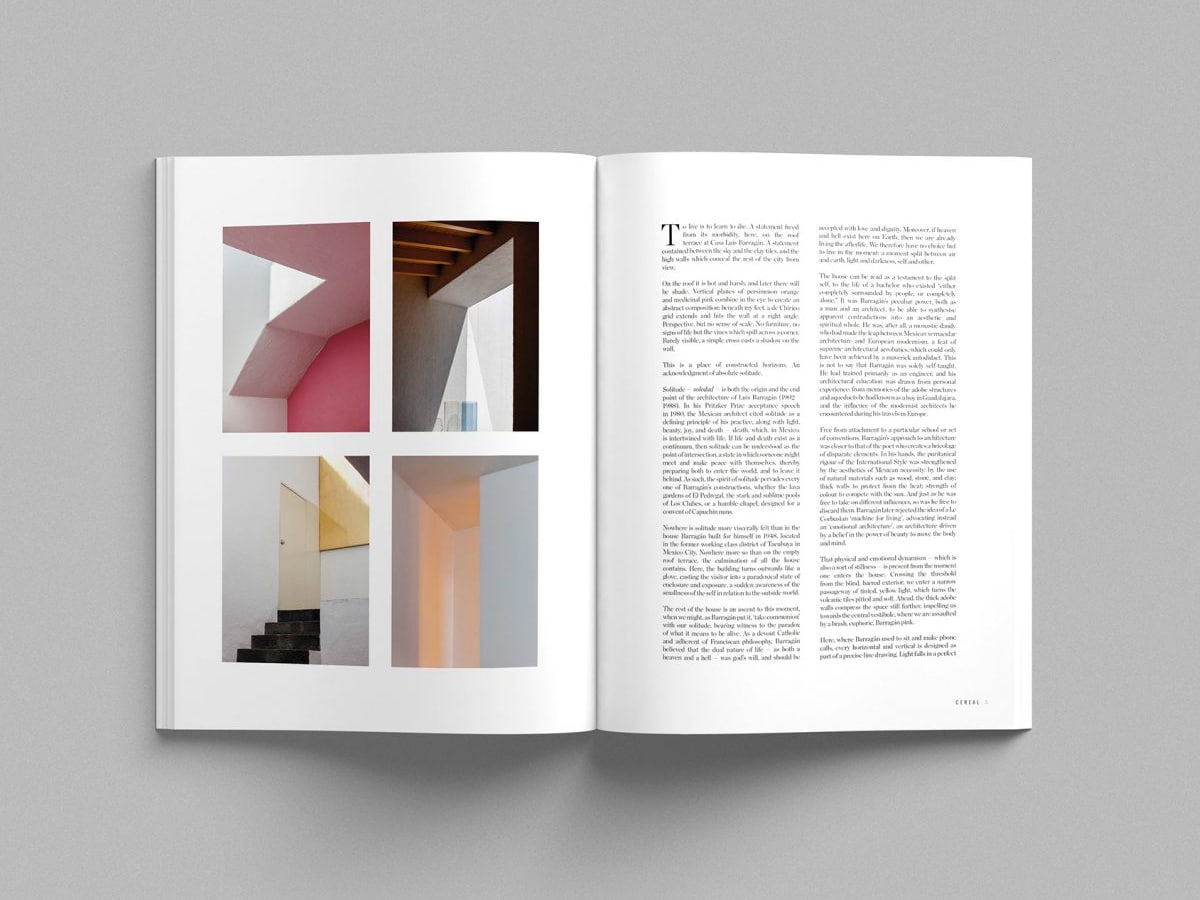 To live is to learn to die. A statement freed
from its morbidity, here, on the roof
terrace at Casa Luis Barragán. A statement
contained between the sky and the clay tiles, and the
high walls which conceal the rest of the city from
view.
On the roof it is hot and harsh, and later there will
be shade. Vertical planes of persimmon orange
and medicinal pink combine in the eye to create an
abstract composition; beneath my feet, a de Chirico
grid extends and hits the wall at a right angle.
Perspective, but no sense of scale. No furniture, no
signs of life but the vines which spill across a corner.
Barely visible, a simple cross casts a shadow on the
wall.
This is a place of constructed horizons. An
acknowledgment of absolute solitude.
Solitude – soledad – is both the origin and the end
point of the architecture of Luis Barragán (1902 –
1988). In his Pritzker Prize acceptance speech
in 1980, the Mexican architect cited solitude as a
defining principle of his practice, along with light,
beauty, joy, and death – death, which, in Mexico,
is intertwined with life. If life and death exist as a
continuum, then solitude can be understood as the
point of intersection, a state in which someone might
meet and make peace with themselves, thereby
preparing both to enter the world, and to leave it
behind. As such, the spirit of solitude pervades every
one of Barragán's constructions, whether the lava
gardens of El Pedregal, the stark and sublime pools
of Los Clubes, or a humble chapel, designed for a
convent of Capuchin nuns.
Nowhere is solitude more viscerally felt than in the
house Barragán built for himself in 1948, located
in the former working class district of Tacubaya in
Mexico City. Nowhere more so than on the empty
roof terrace, the culmination of all the house
contains. Here, the building turns outwards like a
glove, casting the visitor into a paradoxical state of
enclosure and exposure, a sudden awareness of the
smallness of the self in relation to the outside world.
The rest of the house is an ascent to this moment,
when we might, as Barragán put it, 'take communion'
with our solitude, bearing witness to the paradox
of what it means to be alive. As a devout Catholic
and adherent of Franciscan philosophy, Barragán
believed that the dual nature of life – as both a
heaven and a hell – was god's will, and should be
accepted with love and dignity. Moreover, if heaven
and hell exist here on Earth, then we are already
living the afterlife. We therefore have no choice but
to live in the moment: a moment split between air
and earth, light and darkness, self and other.
The house can be read as a testament to the split
self, to the life of a bachelor who existed "either
completely surrounded by people, or completely
alone." It was Barragán's peculiar power, both as
a man and an architect, to be able to synthesise
apparent contradictions into an aesthetic and
spiritual whole. He was, after all, a monastic dandy
who had made the leap between Mexican vernacular
architecture and European modernism, a feat of
supreme architectural acrobatics, which could only
have been achieved by a maverick autodidact. This
is not to say that Barragán was solely self-taught.
He had trained primarily as an engineer, and his
architectural education was drawn from personal
experience: from memories of the adobe structures
and aqueducts he had known as a boy in Guadalajara,
and the influence of the modernist architects he
encountered during his travels in Europe.
Free from attachment to a particular school or set
of conventions, Barragán's approach to architecture
was closer to that of the poet who creates a bricolage
of disparate elements. In his hands, the puritanical
rigour of the International Style was strengthened
by the aesthetics of Mexican necessity: by the use
of natural materials such as wood, stone, and clay;
thick walls to protect from the heat; strength of
colour to compete with the sun. And just as he was
free to take on different influences, so was he free to
discard them. Barragán later rejected the idea of a Le
Corbusian 'machine for living', advocating instead
an 'emotional architecture', an architecture driven
by a belief in the power of beauty to move the body
and mind.
That physical and emotional dynamism – which is
also a sort of stillness – is present from the moment
one enters the house. Crossing the threshold
from the blind, hareal exterior, we enter a narrow
passageway of tinted, yellow light, which turns the
volcanic tiles pitted and soft. Ahead, the thick adobe
walls compress the space still further, impelling us
towards the central vestibule, where we are assaulted
by a brash, euphoric, Barragán pink.
Here, where Barragán used to sit and make phone
calls, every horizontal and vertical is designed as
part of a precise line drawing. Light falls in a perfect
CEREAL